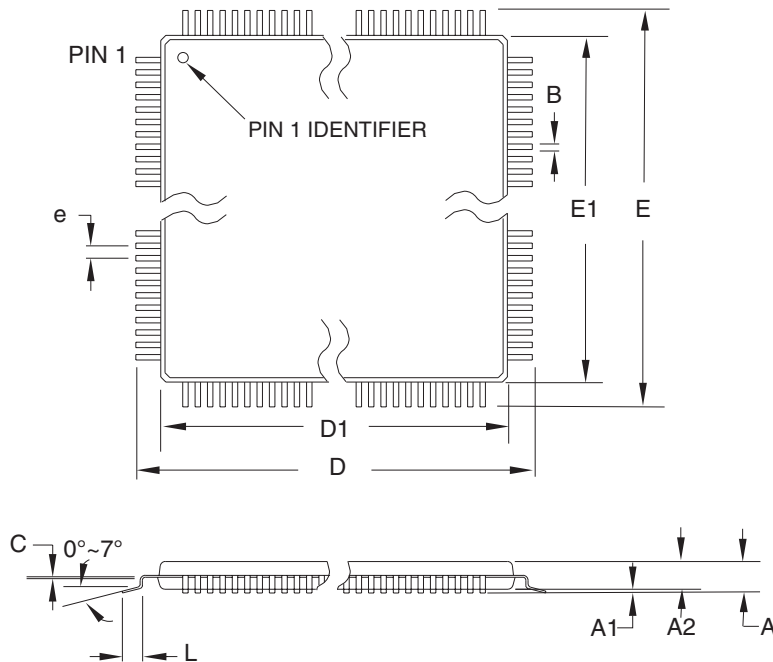 PIN 1
PIN 1 IDENTIFIER
B
e
E1
E
D1
D
C
0°~7°
L
A1
A2
A